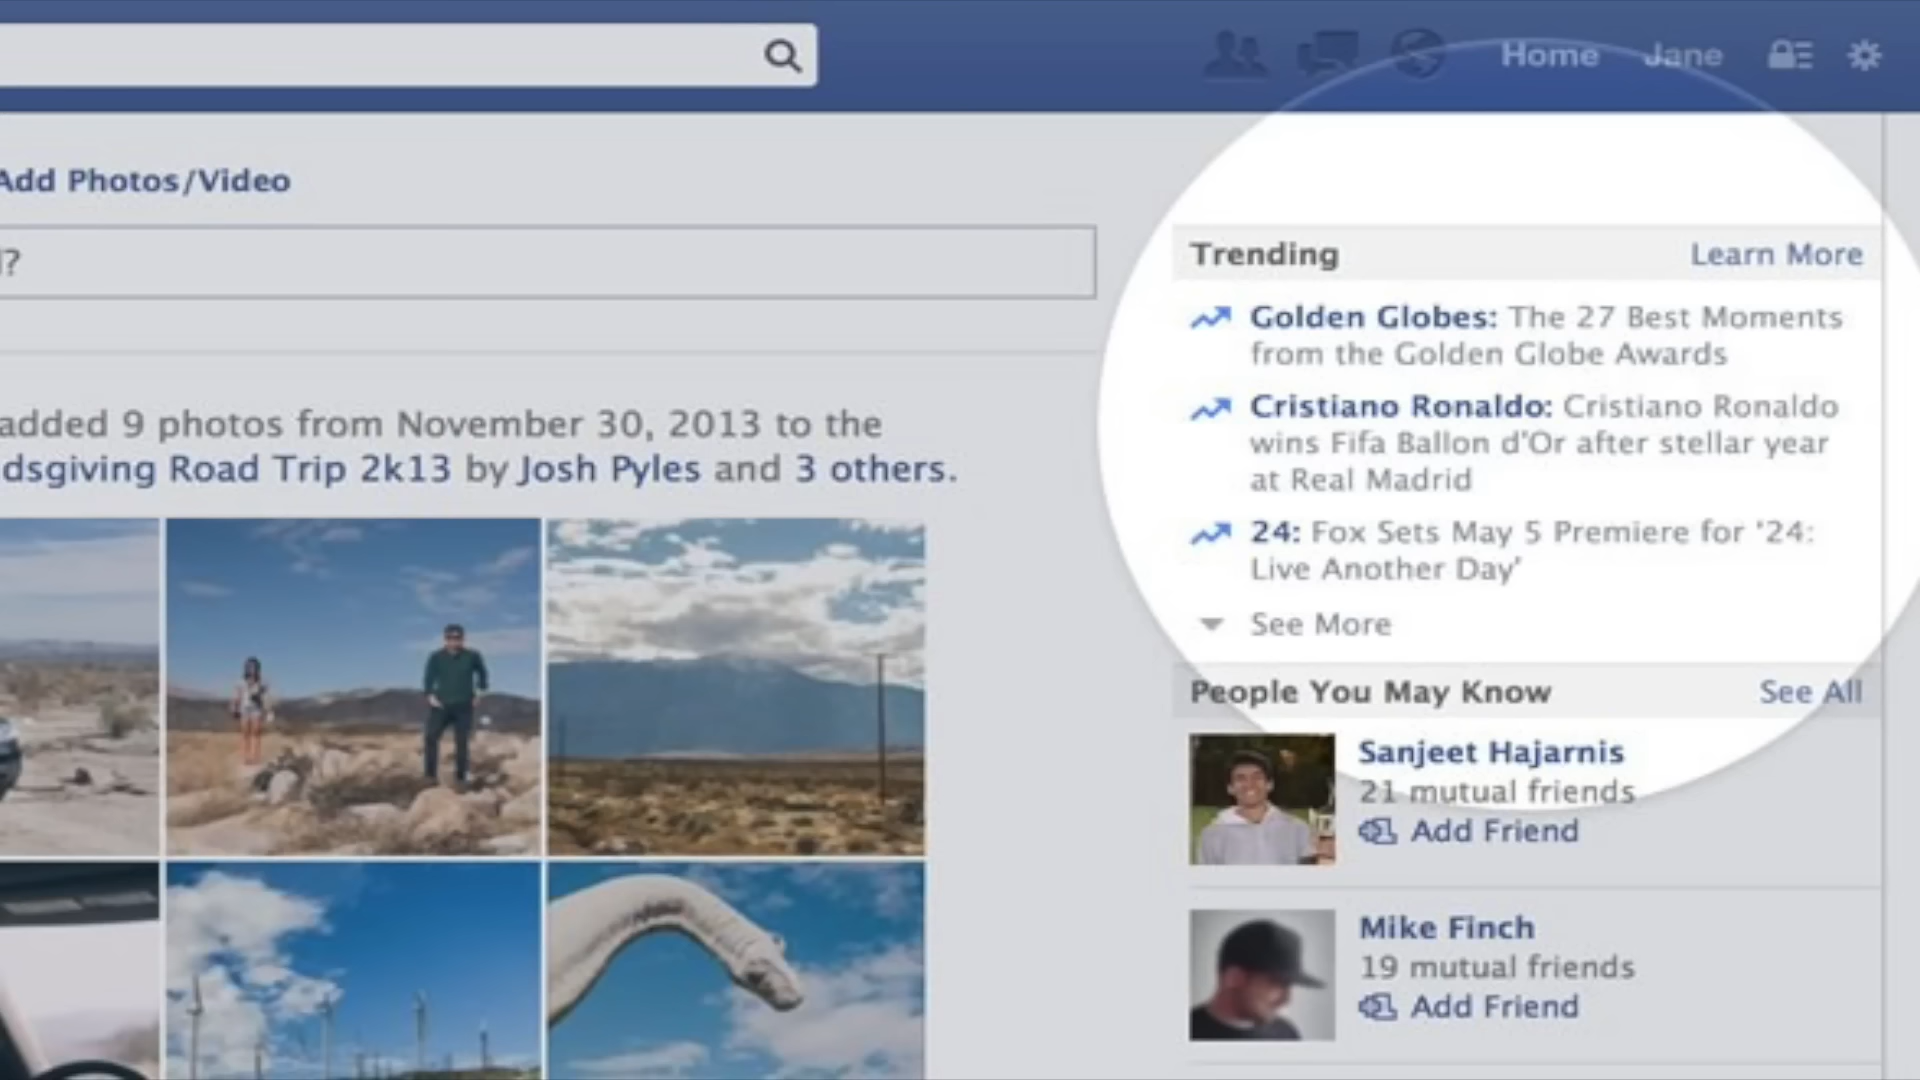 Home Jane
Add Photos/Video
?
added 9 photos from November 30, 2013 to the
dsgiving Road Trip 2k13 by Josh Pyles and 3 others.
Trending Learn More
Golden Globes: The 27 Best Moments
from the Golden Globe Awards
Cristiano Ronaldo: Cristiano Ronaldo
wins Fifa Ballon d'Or after stellar year
at Real Madrid
24: Fox Sets May 5 Premiere for '24:
Live Another Day'
See More
People You May Know See All
Sanjeet Hajarnis
21 mutual friends
Add Friend
Mike Finch
19 mutual friends
Add Friend